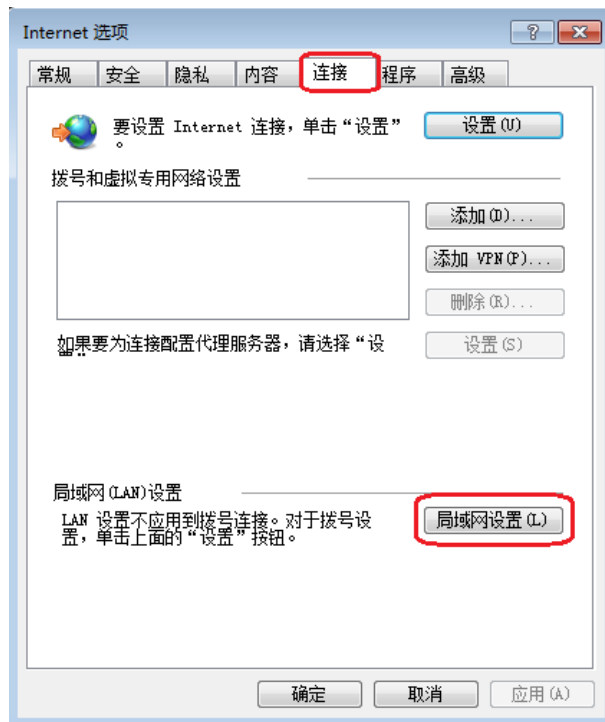 Internet 选项
常规 安全 隐私 内容 连接 程序 高级
要设置 Internet 连接，单击“设置”
。
设置(U)
拨号和虚拟专用网络设置
添加(D)...
添加 VPN(P)...
删除(R)...
如果要为连接配置代理服务器，请选择“设
设置(S)
局域网(LAN)设置
LAN 设置不应用到拨号连接。对于拨号设
置，单击上面的“设置”按钮。
局域网设置(L)
确定 取消 应用(A)